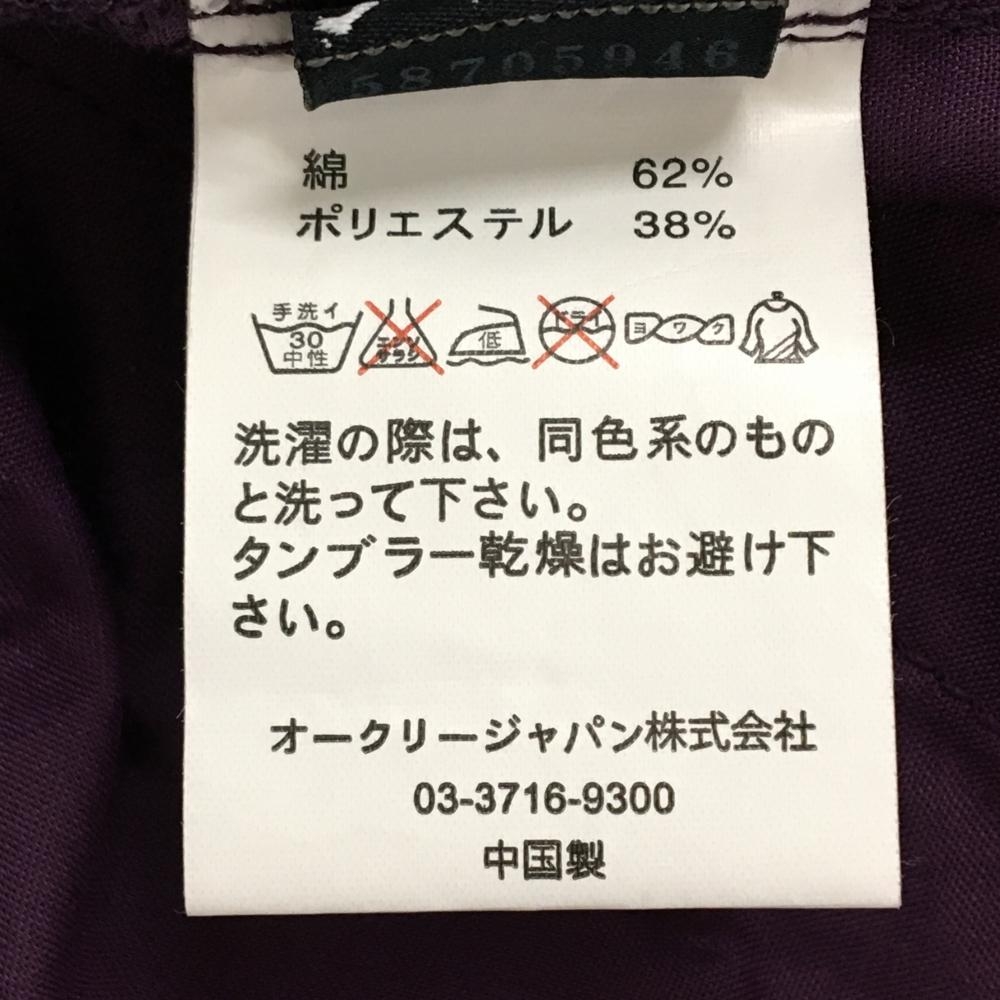 58705946
綿 62%
ポリエステル 38%
手洗イ
30
中性
エンソ
サラシ
低
ドライ
ヨワク
洗濯の際は、同色系のもの
と洗って下さい。
タンブラー乾燥はお避け下
さい。
オークリージャパン株式会社
03-3716-9300
中国製